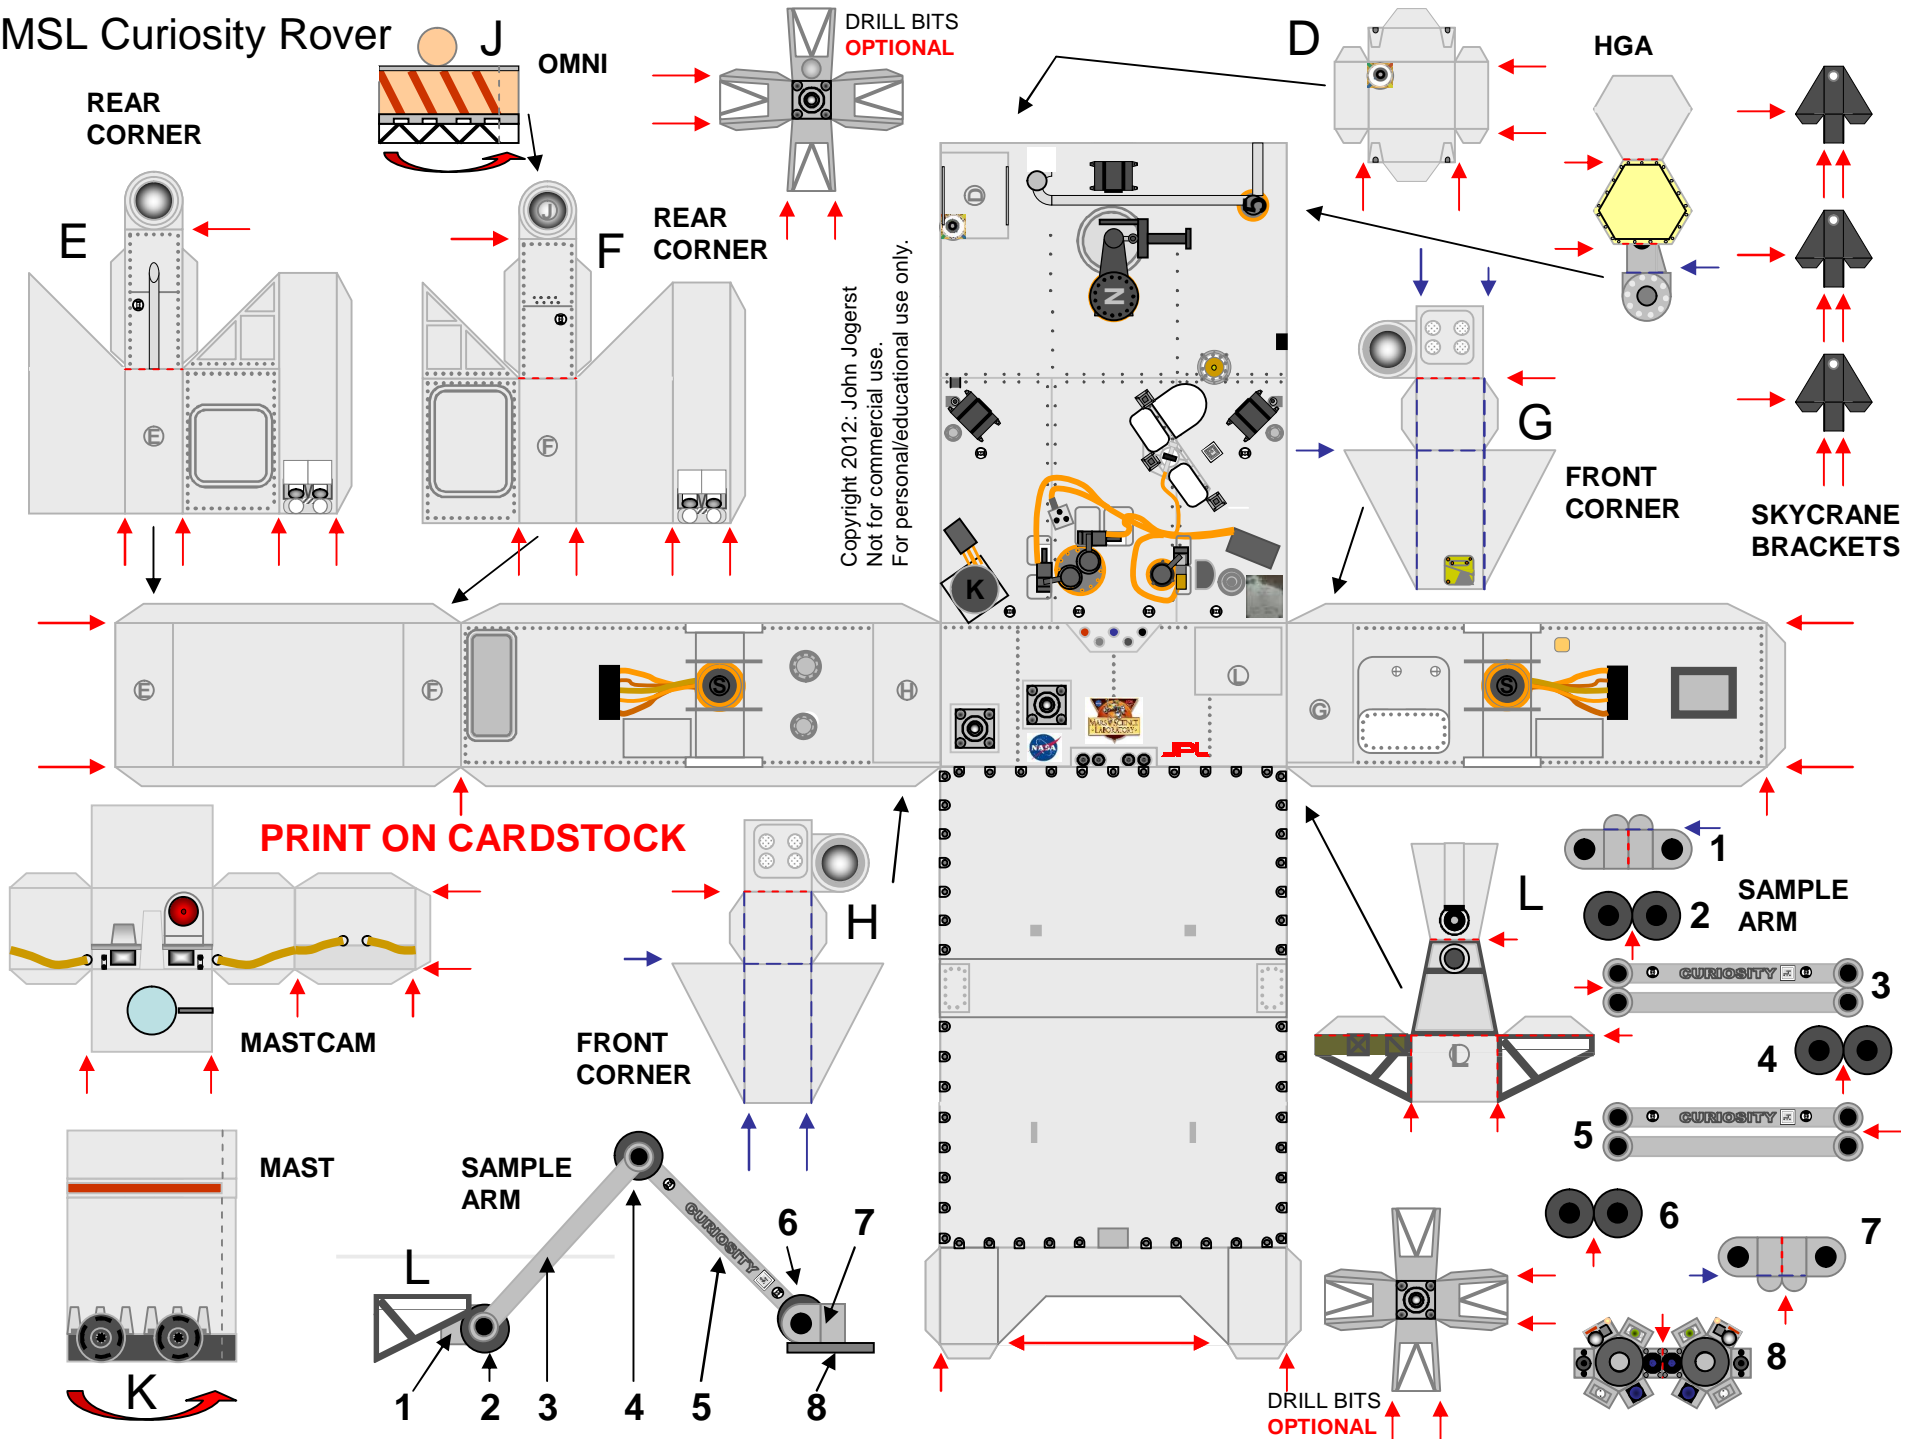 MSL Curiosity Rover
J
OMNI
DRILL BITS
OPTIONAL
D
HGA
REAR
CORNER
E
J
F
REAR
CORNER
D
N
G
FRONT
CORNER
SKYCRANE
BRACKETS
E
F
Copyright 2012: John Jogerst
Not for commercial use.
For personal/educational use only.
K
E
F
S
H
L
G
S
MARS SCIENCE
LABORATORY
NASA
JPL
PRINT ON CARDSTOCK
MASTCAM
H
FRONT
CORNER
L
L
1
2
SAMPLE
ARM
CURIOSITY
3
4
CURIOSITY
5
6
7
8
MAST
K
SAMPLE
ARM
L
CURIOSITY
6
7
1
2
3
4
5
8
DRILL BITS
OPTIONAL